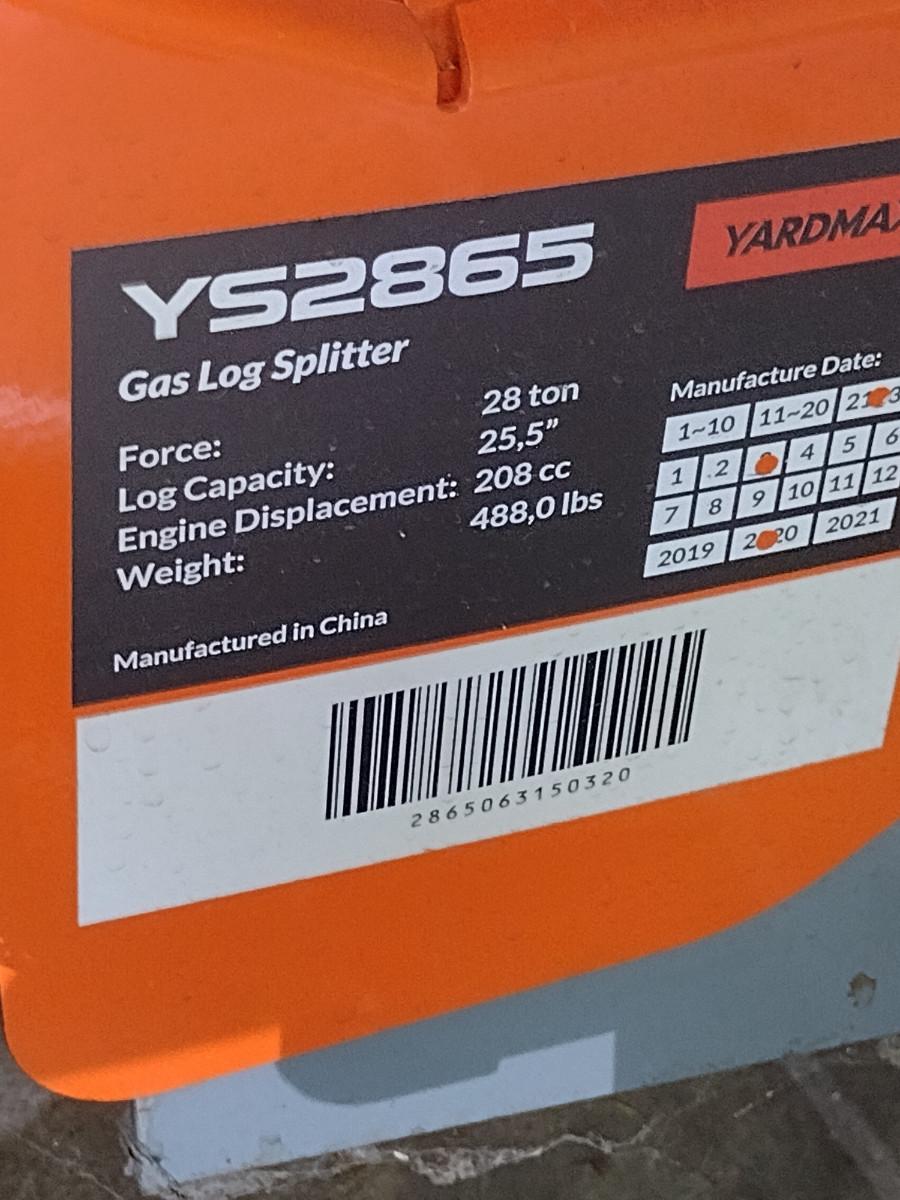 YS2865
YARDMAX
Gas Log Splitter
Force: 28 ton
Log Capacity: 25,5”
Engine Displacement: 208 cc
Weight: 488,0 lbs
Manufactured in China
Manufacture Date:
1~10 11~20
1 2 4 5 6
7 8 9 10 11 12
2019 2020 2021
2865063150320